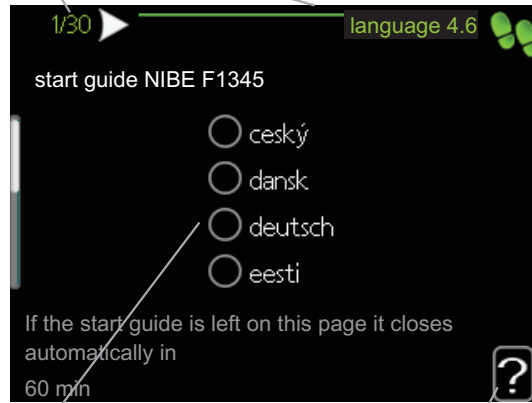 1/30
language 4.6
start guide NIBE F1345
ceský
dansk
deutsch
eesti
If the start guide is left on this page it closes
automatically in
60 min
?